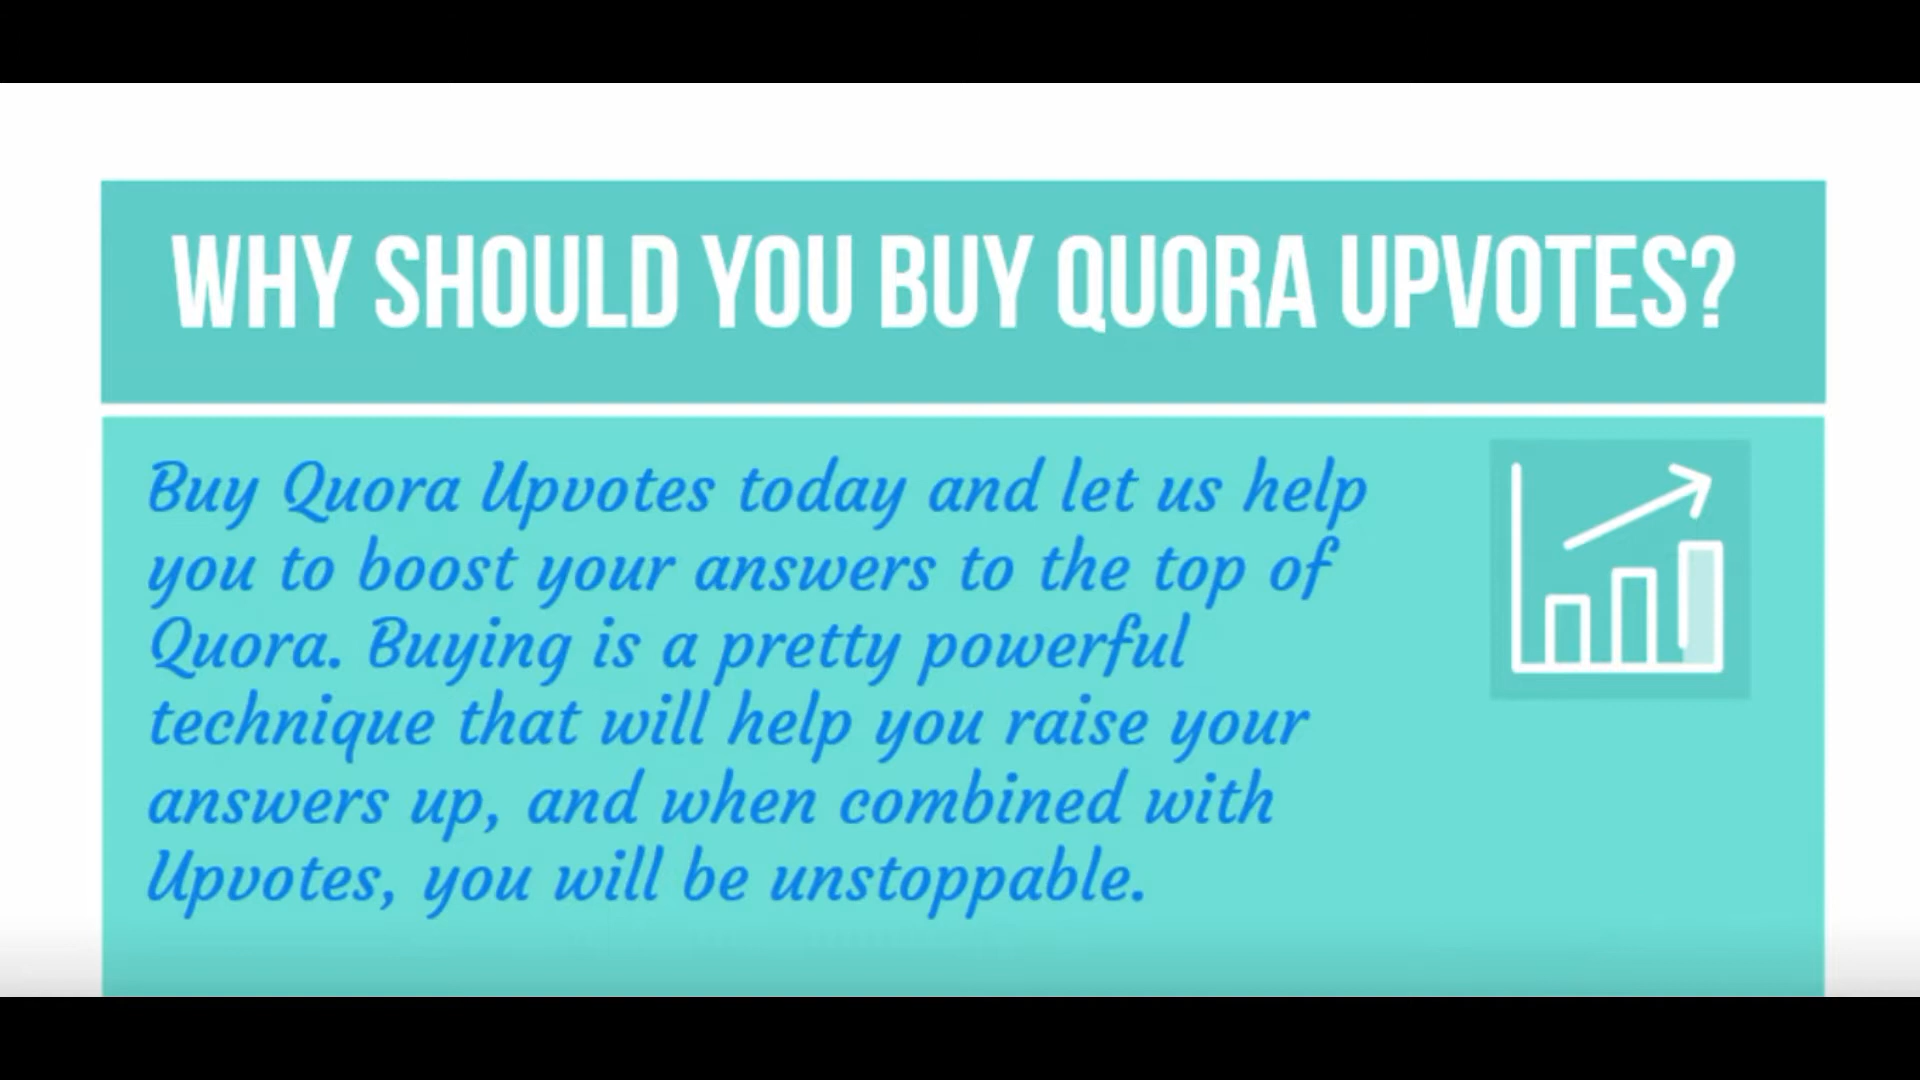 WHY SHOULD YOU BUY QUORA UPVOTES?
Buy Quora Upvotes today and let us help
you to boost your answers to the top of
Quora. Buying is a pretty powerful
technique that will help you raise your
answers up, and when combined with
Upvotes, you will be unstoppable.